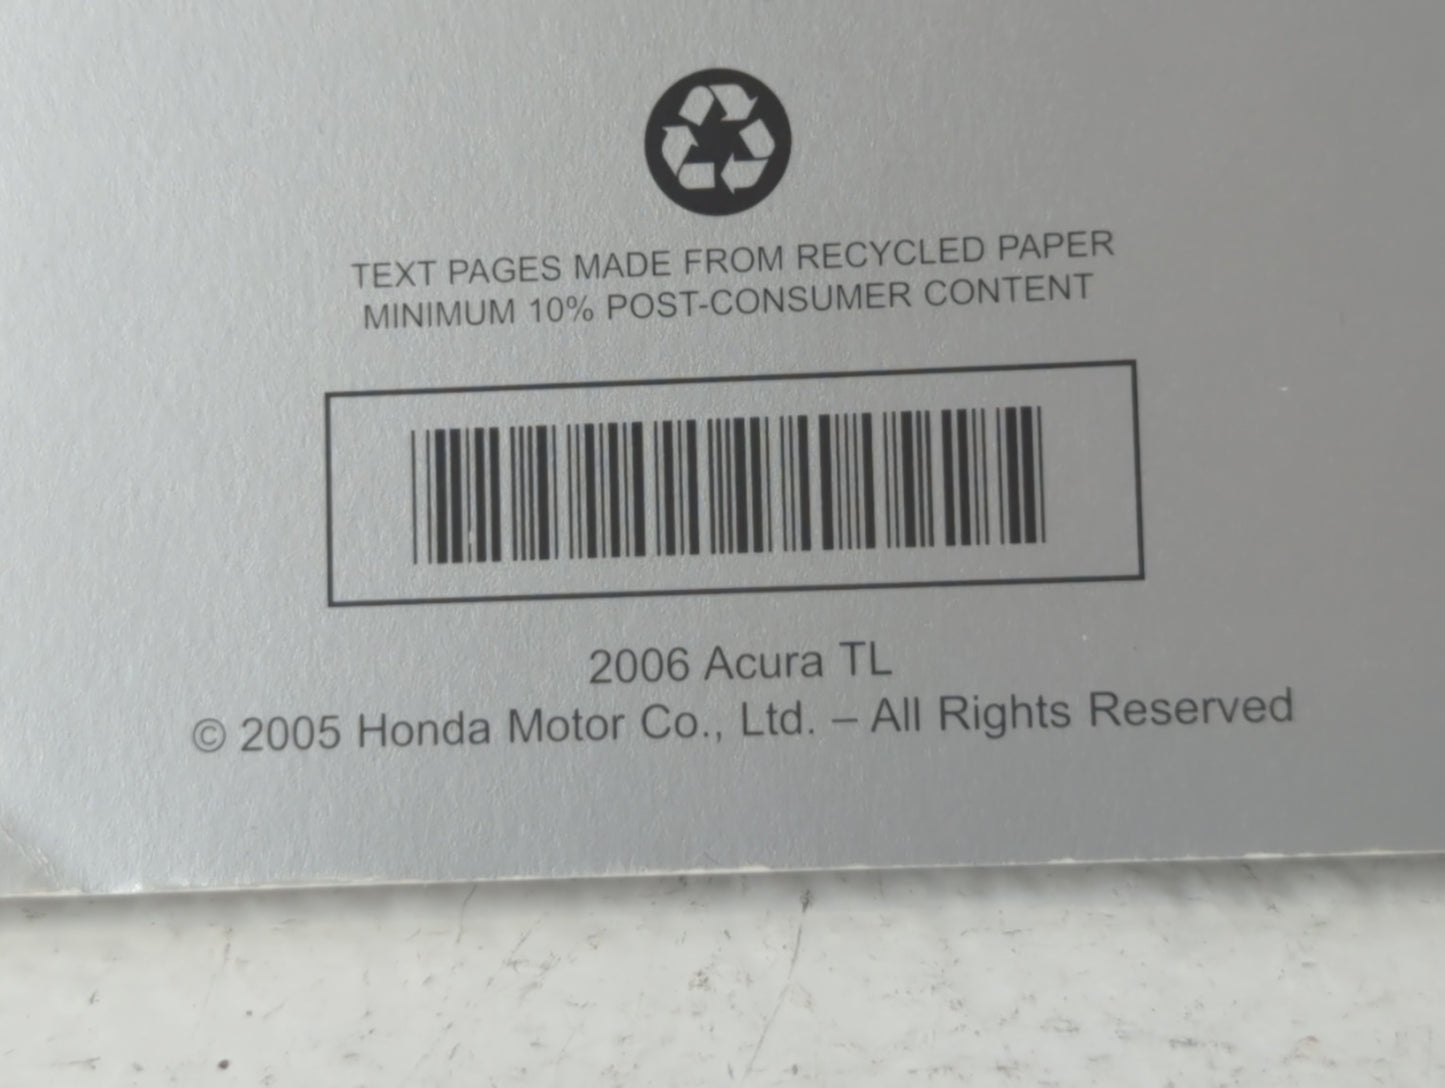 TEXT PAGES MADE FROM RECYCLED PAPER
MINIMUM 10% POST-CONSUMER CONTENT
2006 Acura TL
© 2005 Honda Motor Co., Ltd. – All Rights Reserved